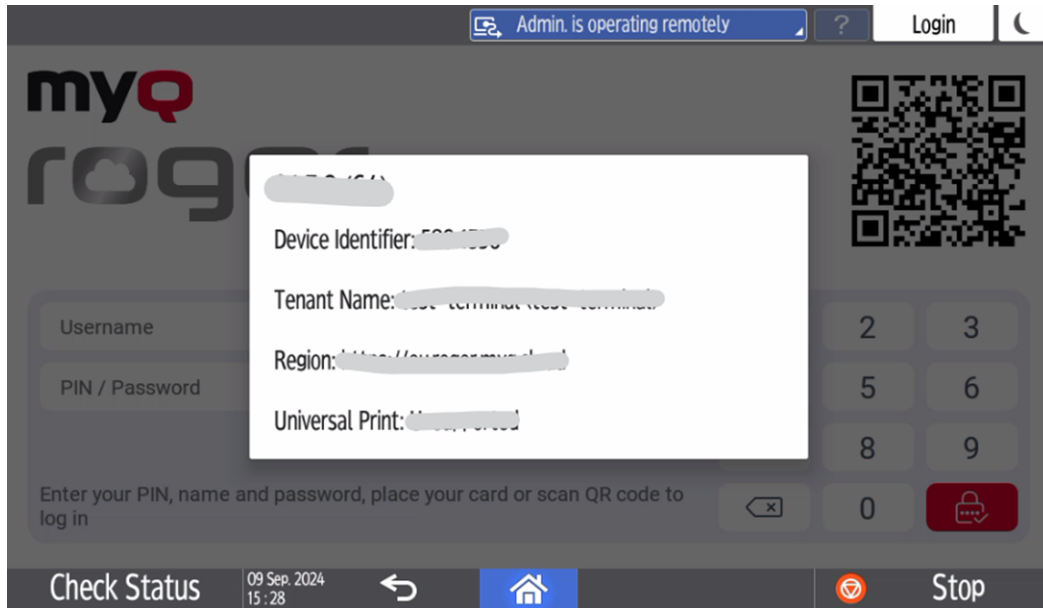 Admin. is operating remotely
?
Login
myQ
roger
Device Identifier:
Tenant Name:
Region:
Universal Print:
Username
PIN / Password
2 3
5 6
8 9
0
Enter your PIN, name and password, place your card or scan QR code to
log in
Check Status
09 Sep. 2024
15 : 28
Stop